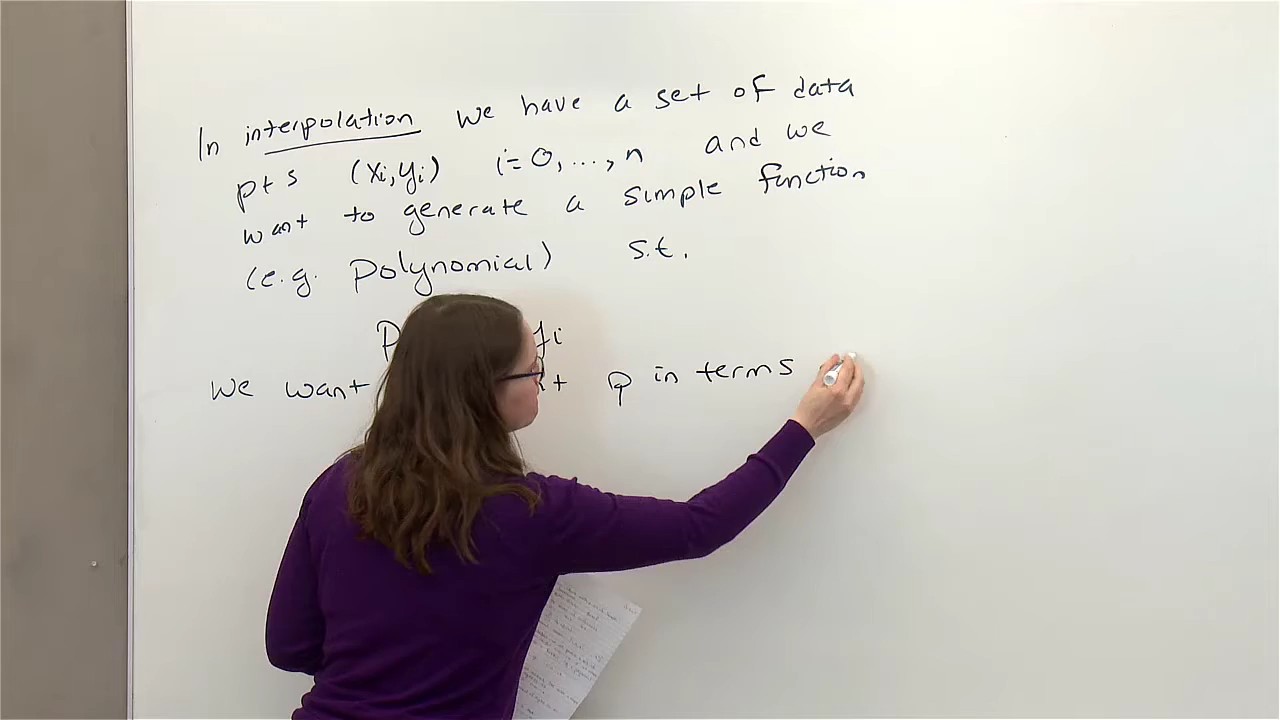 In interpolation we have a set of data
pts (xi,yi) i=0,...,n and we
want to generate a simple function
(e.g. polynomial) s.t.
P yi
We want p in terms